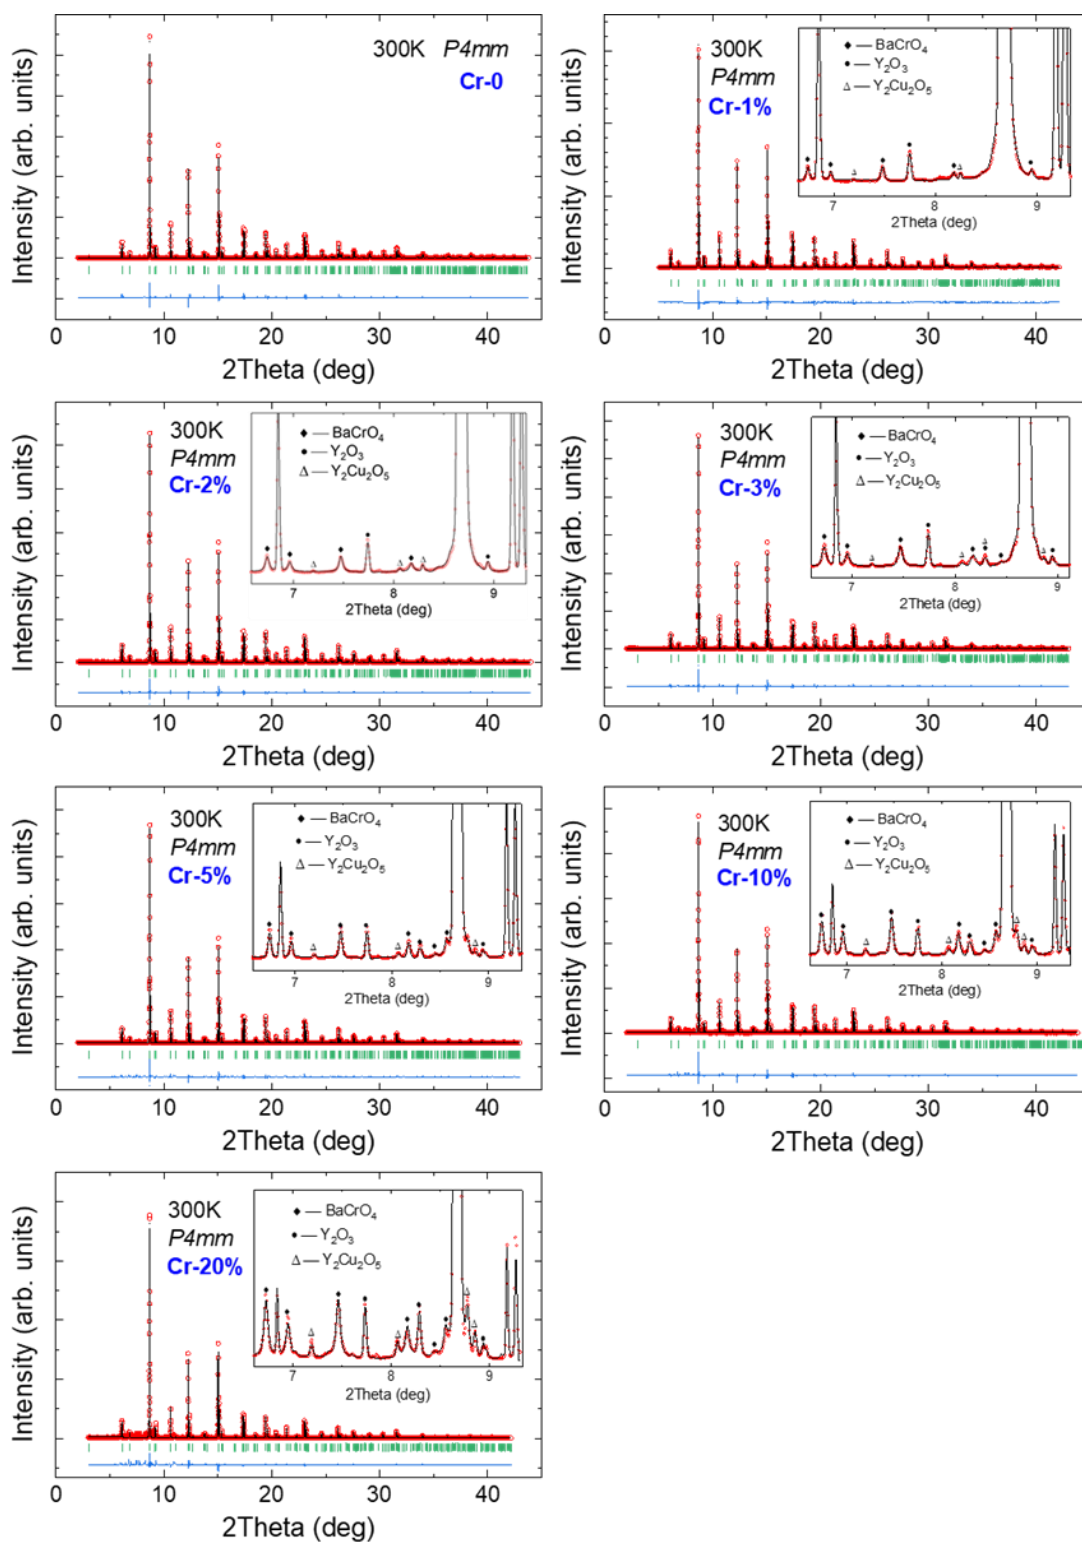 300K P4mm
Cr-0
Intensity (arb. units)
0 10 20 30 40
2Theta (deg)
300K
P4mm
Cr-1%
♦ — BaCrO₄
• — Y₂O₃
Δ — Y₂Cu₂O₅
7 8 9
2Theta (deg)
Intensity (arb. units)
0 10 20 30 40
2Theta (deg)
300K
P4mm
Cr-2%
♦ — BaCrO₄
• — Y₂O₃
Δ — Y₂Cu₂O₅
7 8 9
2Theta (deg)
Intensity (arb. units)
0 10 20 30 40
2Theta (deg)
300K
P4mm
Cr-3%
♦ — BaCrO₄
• — Y₂O₃
Δ — Y₂Cu₂O₅
7 8 9
2Theta (deg)
Intensity (arb. units)
0 10 20 30 40
2Theta (deg)
300K
P4mm
Cr-5%
♦ — BaCrO₄
• — Y₂O₃
Δ — Y₂Cu₂O₅
7 8 9
2Theta (deg)
Intensity (arb. units)
0 10 20 30 40
2Theta (deg)
300K
P4mm
Cr-10%
♦ — BaCrO₄
• — Y₂O₃
Δ — Y₂Cu₂O₅
7 8 9
2Theta (deg)
Intensity (arb. units)
0 10 20 30 40
2Theta (deg)
300K
P4mm
Cr-20%
♦ — BaCrO₄
• — Y₂O₃
Δ — Y₂Cu₂O₅
7 8 9
2Theta (deg)
Intensity (arb. units)
0 10 20 30 40
2Theta (deg)